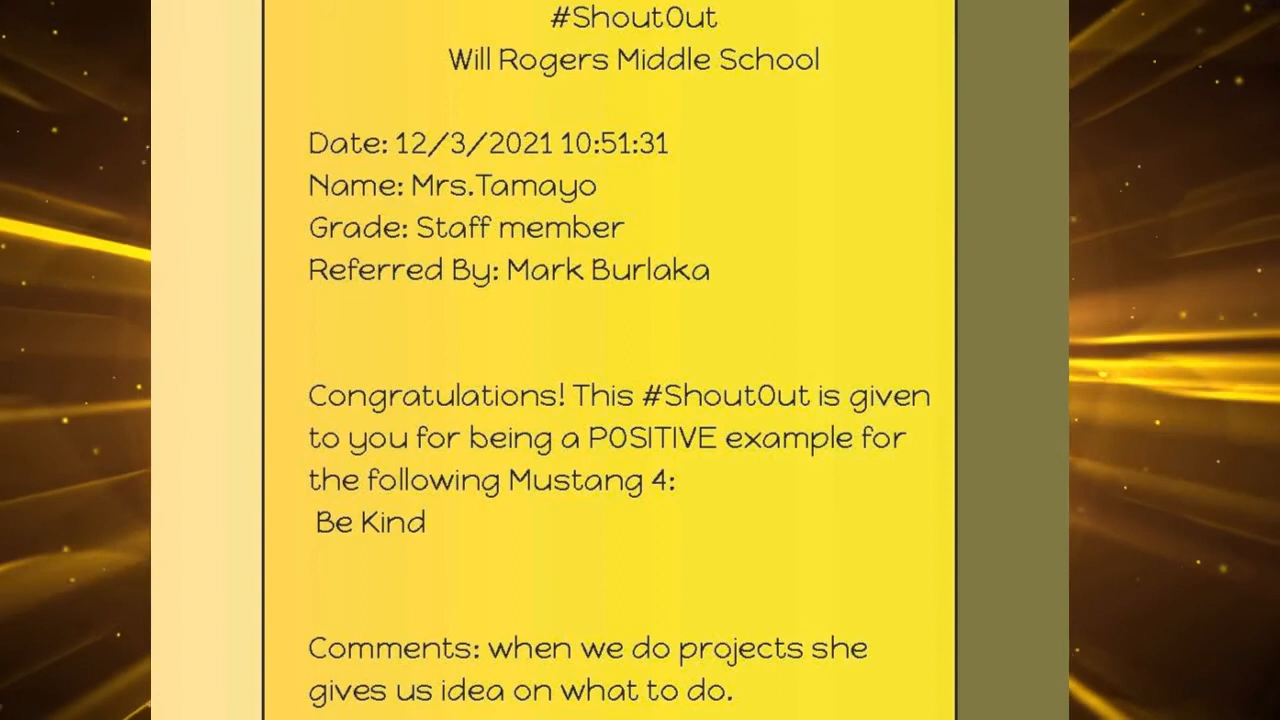 #ShoutOut
Will Rogers Middle School
Date: 12/3/2021 10:51:31
Name: Mrs.Tamayo
Grade: Staff member
Referred By: Mark Burlaka
Congratulations! This #ShoutOut is given
to you for being a POSITIVE example for
the following Mustang 4:
Be Kind
Comments: when we do projects she
gives us idea on what to do.